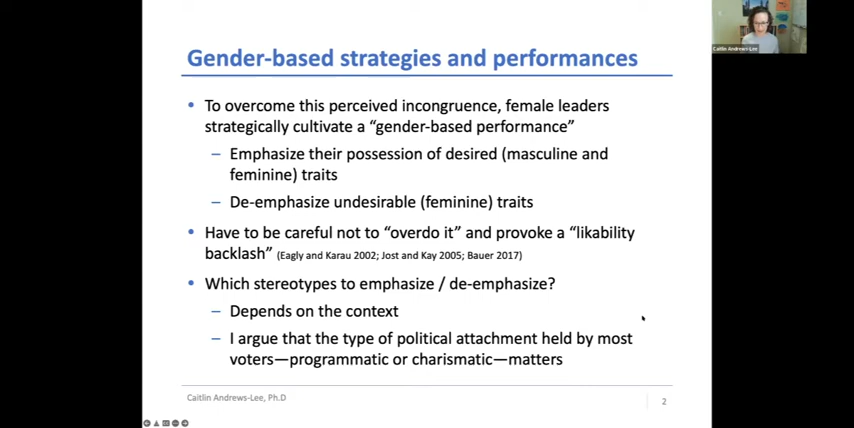 Gender-based strategies and performances
• To overcome this perceived incongruence, female leaders
strategically cultivate a “gender-based performance”
– Emphasize their possession of desired (masculine and
feminine) traits
– De-emphasize undesirable (feminine) traits
• Have to be careful not to “overdo it” and provoke a “likability
backlash” (Eagly and Karau 2002; Jost and Kay 2005; Bauer 2017)
• Which stereotypes to emphasize / de-emphasize?
– Depends on the context
– I argue that the type of political attachment held by most
voters—programmatic or charismatic—matters
Caitlin Andrews-Lee, Ph.D
2
Caitlin Andrews-Lee